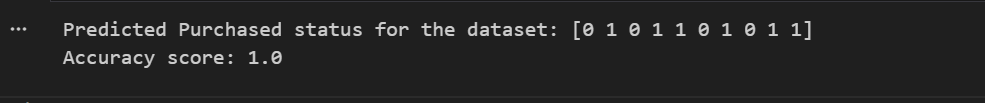 Predicted Purchased status for the dataset: [0 1 0 1 1 0 1 0 1 1]
Accuracy score: 1.0